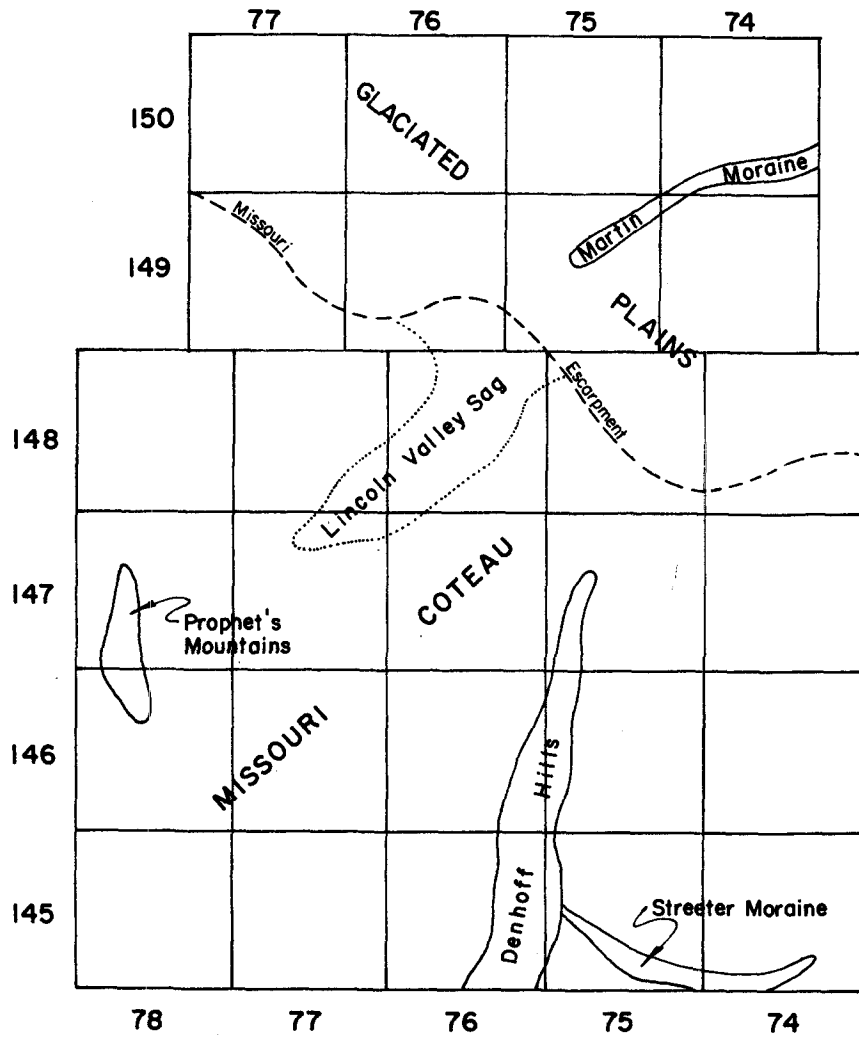 77 76 75 74
150
GLACIATED
Martin Moraine
149
Missouri
PLAINS
Escarpment
148
Lincoln Valley Sag
147
COTEAU
Prophet's
Mountains
146
MISSOURI
Denhoff Hills
145
Streeter Moraine
78 77 76 75 74